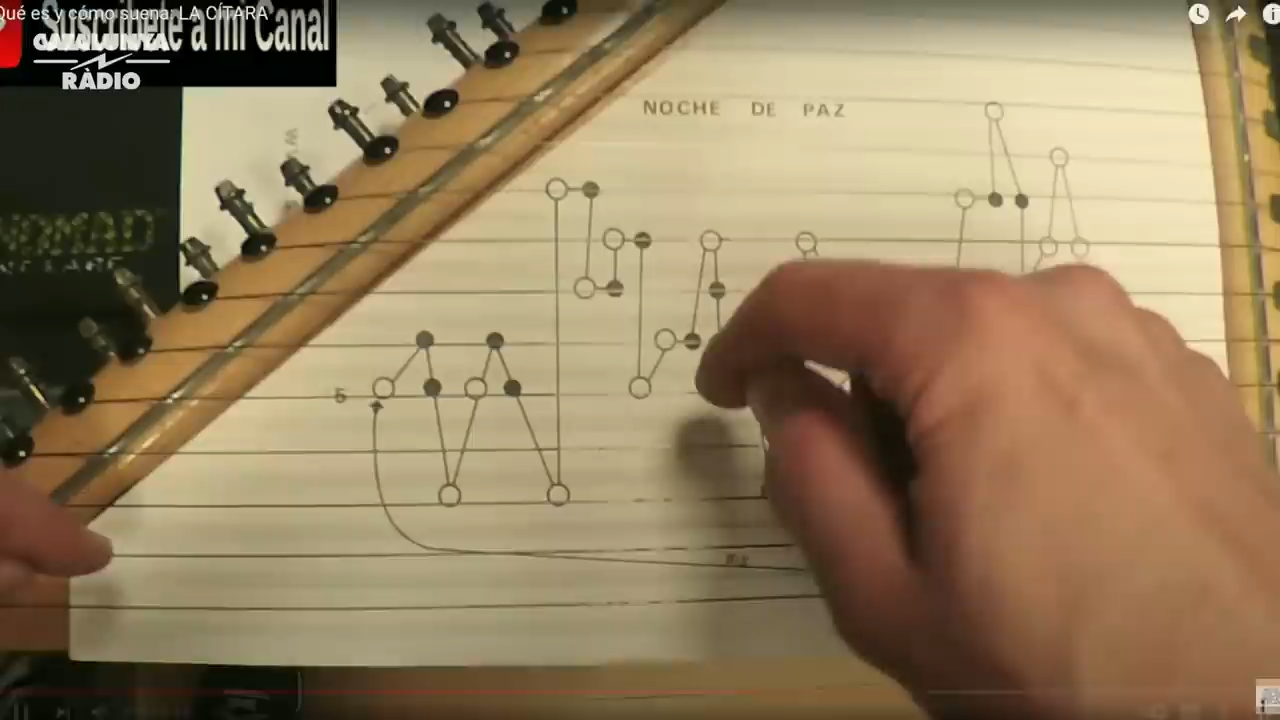 Qué es y cómo suena: LA CÍTARA
Suscríbete a mi Canal
CATALUNYA
RÀDIO
NOCHE DE PAZ
5